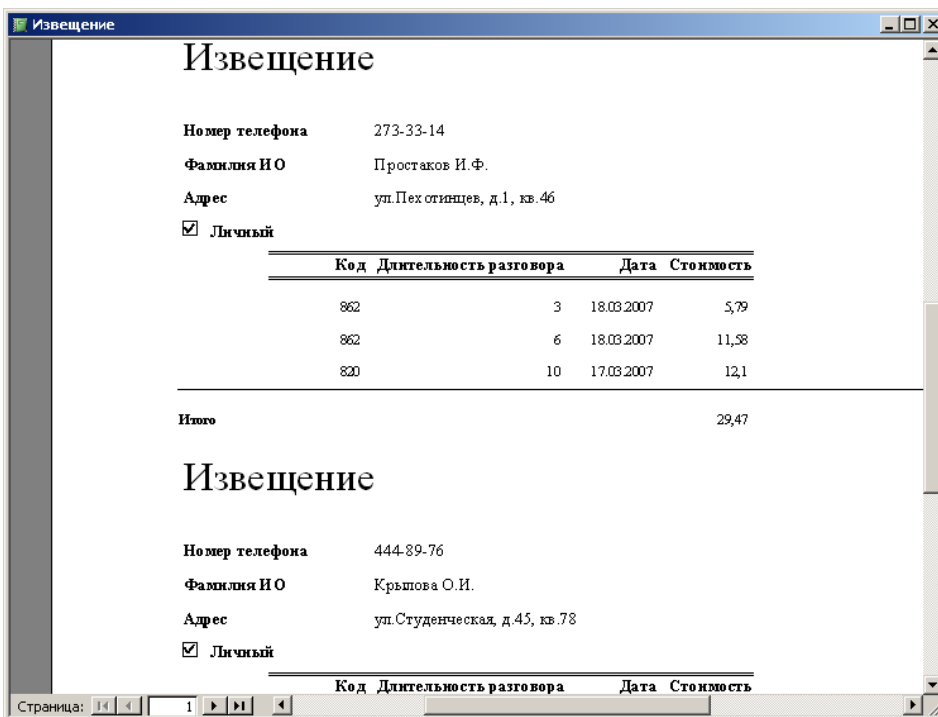 Извещение
Извещение
Номер телефона 273-33-14
Фамилия И О Простаков И.Ф.
Адрес ул.Пехотинцев, д.1, кв.46
Личный
Код Длительность разговора Дата Стоимость
862 3 18.03.2007 5,79
862 6 18.03.2007 11,58
820 10 17.03.2007 12,1
Итого 29,47
Извещение
Номер телефона 444-89-76
Фамилия И О Крылова О.И.
Адрес ул.Студенческая, д.45, кв.78
Личный
Код Длительность разговора Дата Стоимость
Страница: 1